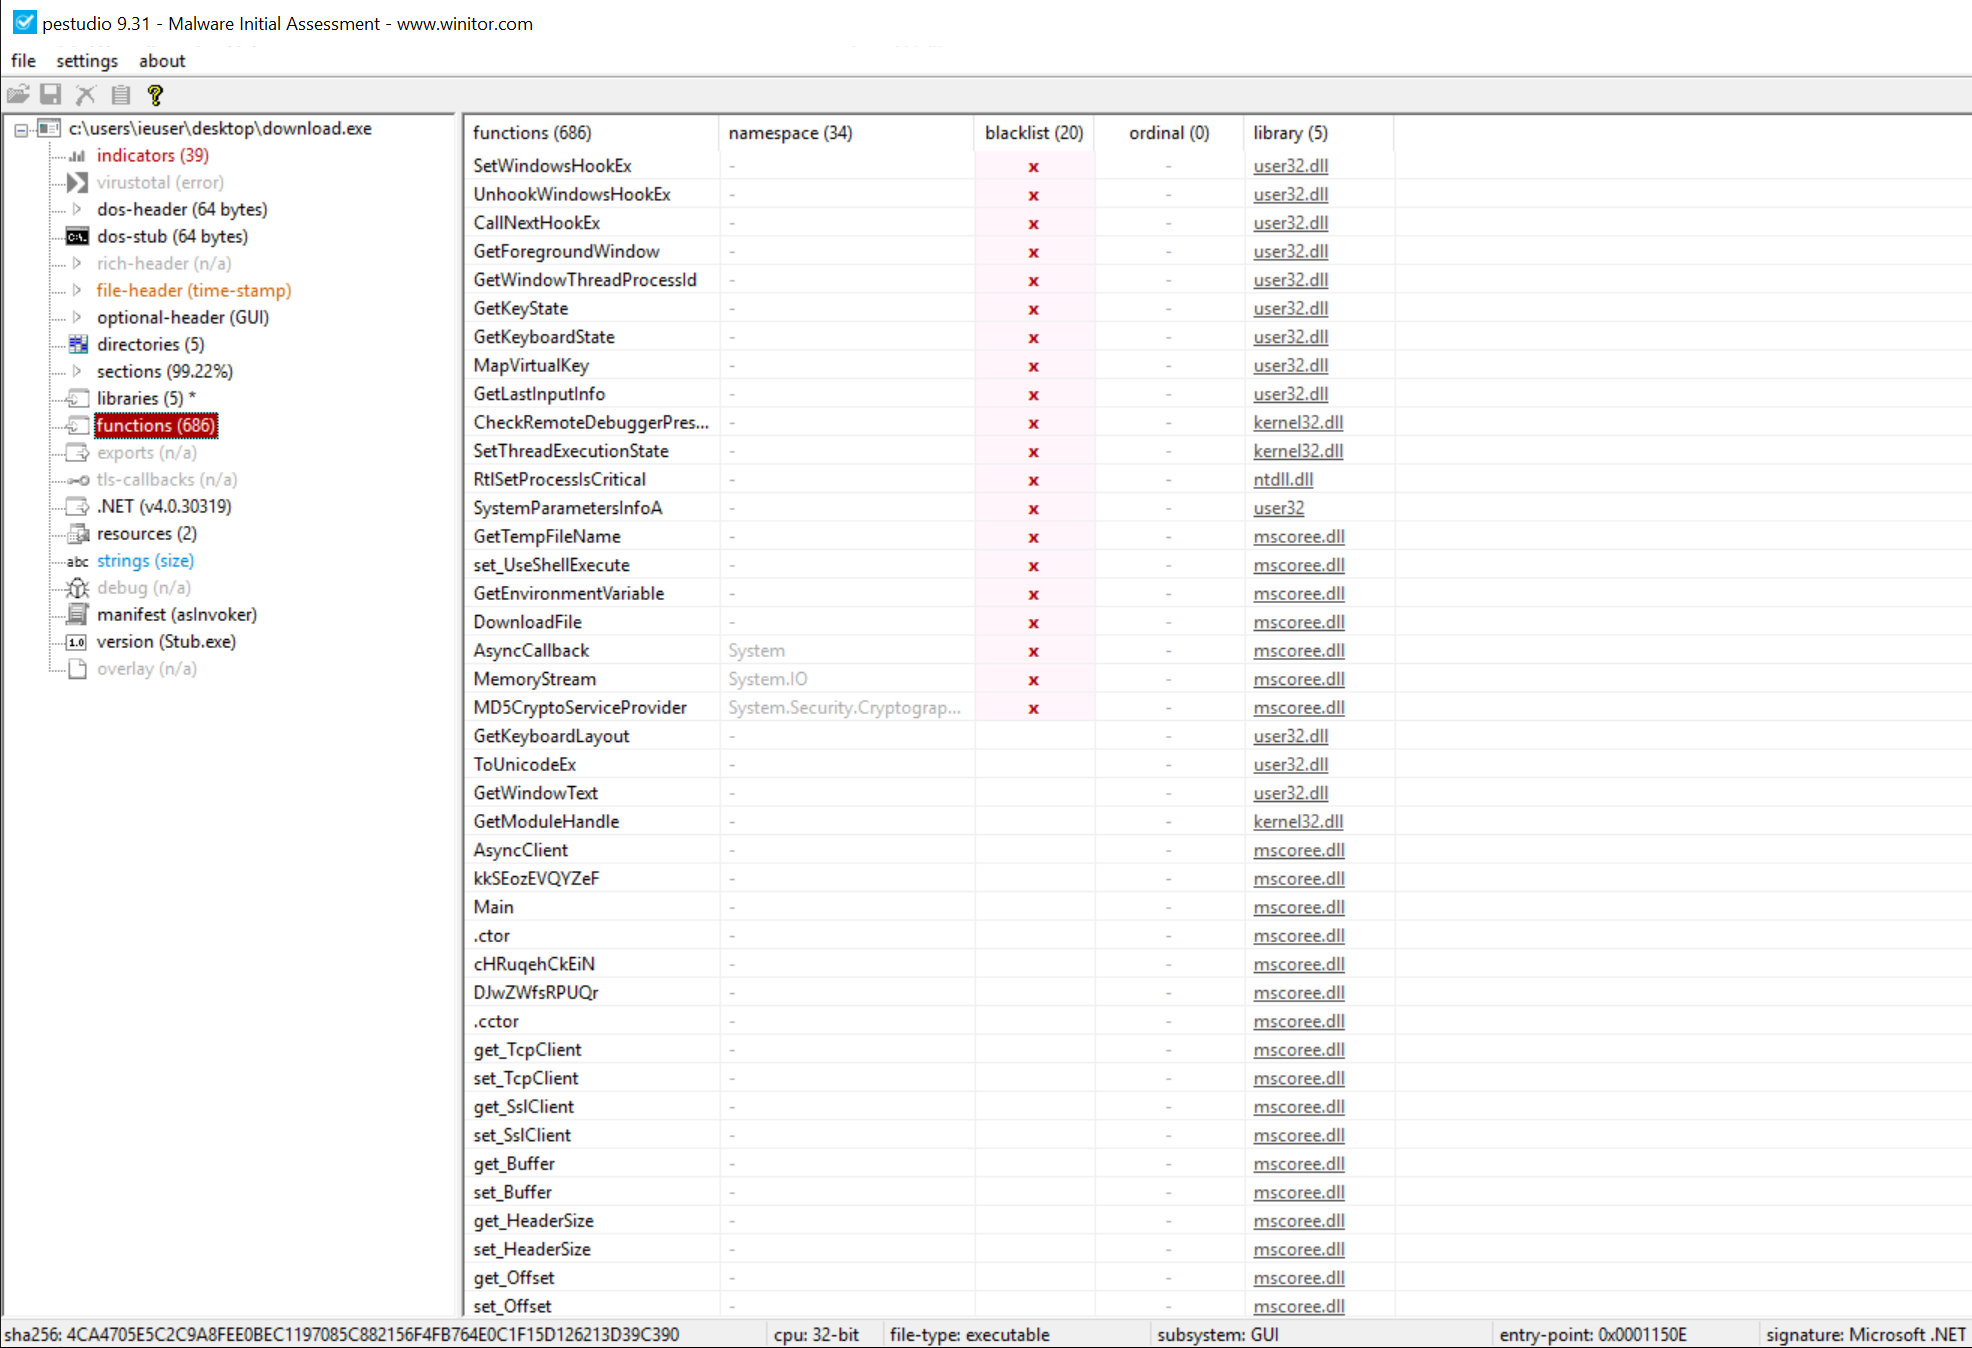 pestudio 9.31 - Malware Initial Assessment - www.winitor.com
file settings about
c:\users\ieuser\desktop\download.exe
indicators (39)
virustotal (error)
dos-header (64 bytes)
dos-stub (64 bytes)
rich-header (n/a)
file-header (time-stamp)
optional-header (GUI)
directories (5)
sections (99.22%)
libraries (5) *
functions (686)
exports (n/a)
tls-callbacks (n/a)
.NET (v4.0.30319)
resources (2)
abc strings (size)
debug (n/a)
manifest (asInvoker)
1.0 version (Stub.exe)
overlay (n/a)
functions (686) namespace (34) blacklist (20) ordinal (0) library (5)
SetWindowsHookEx - x - user32.dll
UnhookWindowsHookEx - x - user32.dll
CallNextHookEx - x - user32.dll
GetForegroundWindow - x - user32.dll
GetWindowThreadProcessId - x - user32.dll
GetKeyState - x - user32.dll
GetKeyboardState - x - user32.dll
MapVirtualKey - x - user32.dll
GetLastInputInfo - x - user32.dll
CheckRemoteDebuggerPres... - x - kernel32.dll
SetThreadExecutionState - x - kernel32.dll
RtlSetProcessIsCritical - x - ntdll.dll
SystemParametersInfoA - x - user32
GetTempFileName - x - mscoree.dll
set_UseShellExecute - x - mscoree.dll
GetEnvironmentVariable - x - mscoree.dll
DownloadFile - x - mscoree.dll
AsyncCallback System x - mscoree.dll
MemoryStream System.IO x - mscoree.dll
MD5CryptoServiceProvider System.Security.Cryptograp... x - mscoree.dll
GetKeyboardLayout - - user32.dll
ToUnicodeEx - - user32.dll
GetWindowText - - user32.dll
GetModuleHandle - - kernel32.dll
AsyncClient - - mscoree.dll
kkSEozEVQYZeF - - mscoree.dll
Main - - mscoree.dll
.ctor - - mscoree.dll
cHRuqehCkEiN - - mscoree.dll
DJwZWfsRPUQr - - mscoree.dll
.cctor - - mscoree.dll
get_TcpClient - - mscoree.dll
set_TcpClient - - mscoree.dll
get_SslClient - - mscoree.dll
set_SslClient - - mscoree.dll
get_Buffer - - mscoree.dll
set_Buffer - - mscoree.dll
get_HeaderSize - - mscoree.dll
set_HeaderSize - - mscoree.dll
get_Offset - - mscoree.dll
set_Offset - - mscoree.dll
sha256: 4CA4705E5C2C9A8FEE0BEC1197085C882156F4FB764E0C1F15D126213D39C390 cpu: 32-bit file-type: executable subsystem: GUI entry-point: 0x0001150E signature: Microsoft .NET